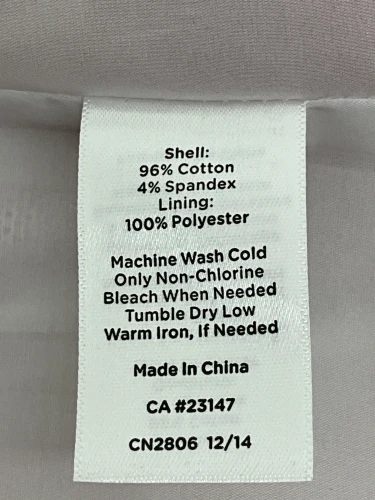 Shell:
96% Cotton
4% Spandex
Lining:
100% Polyester
Machine Wash Cold
Only Non-Chlorine
Bleach When Needed
Tumble Dry Low
Warm Iron, If Needed
Made In China
CA #23147
CN2806 12/14